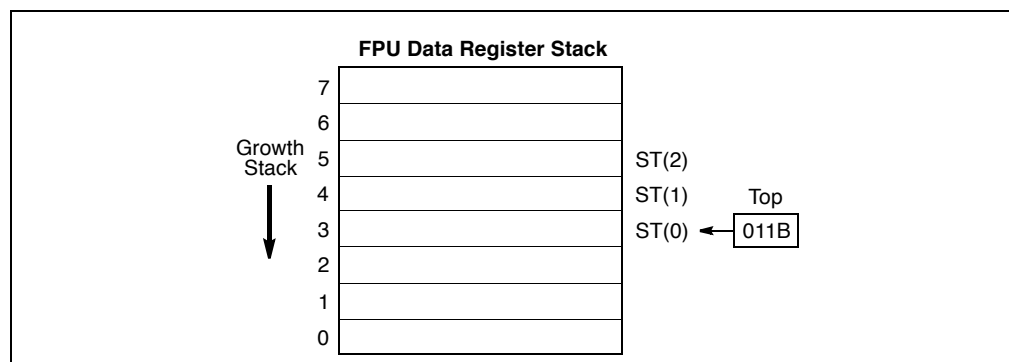 FPU Data Register Stack
7
6
Growth
Stack
5
ST(2)
4
ST(1)
Top
3
ST(0)
011B
2
1
0